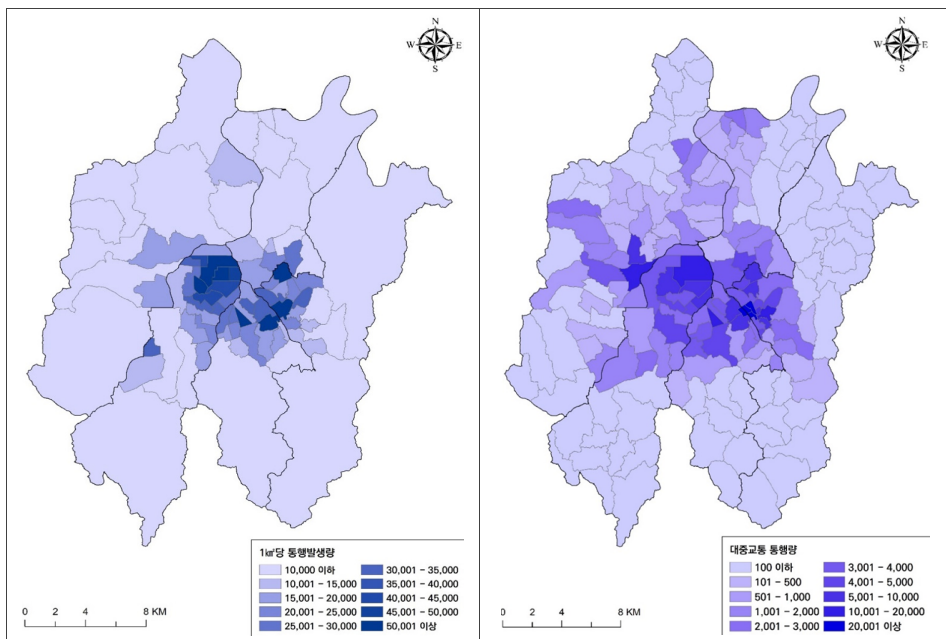 N
W E
S
1㎢당 통행발생량
10,000 이하
10,001 - 15,000
15,001 - 20,000
20,001 - 25,000
25,001 - 30,000
30,001 - 35,000
35,001 - 40,000
40,001 - 45,000
45,001 - 50,000
50,001 이상
0 2 4 8 KM
N
W E
S
대중교통 통행량
100 이하
101 - 500
501 - 1,000
1,001 - 2,000
2,001 - 3,000
3,001 - 4,000
4,001 - 5,000
5,001 - 10,000
10,001 - 20,000
20,001 이상
0 2 4 8 KM